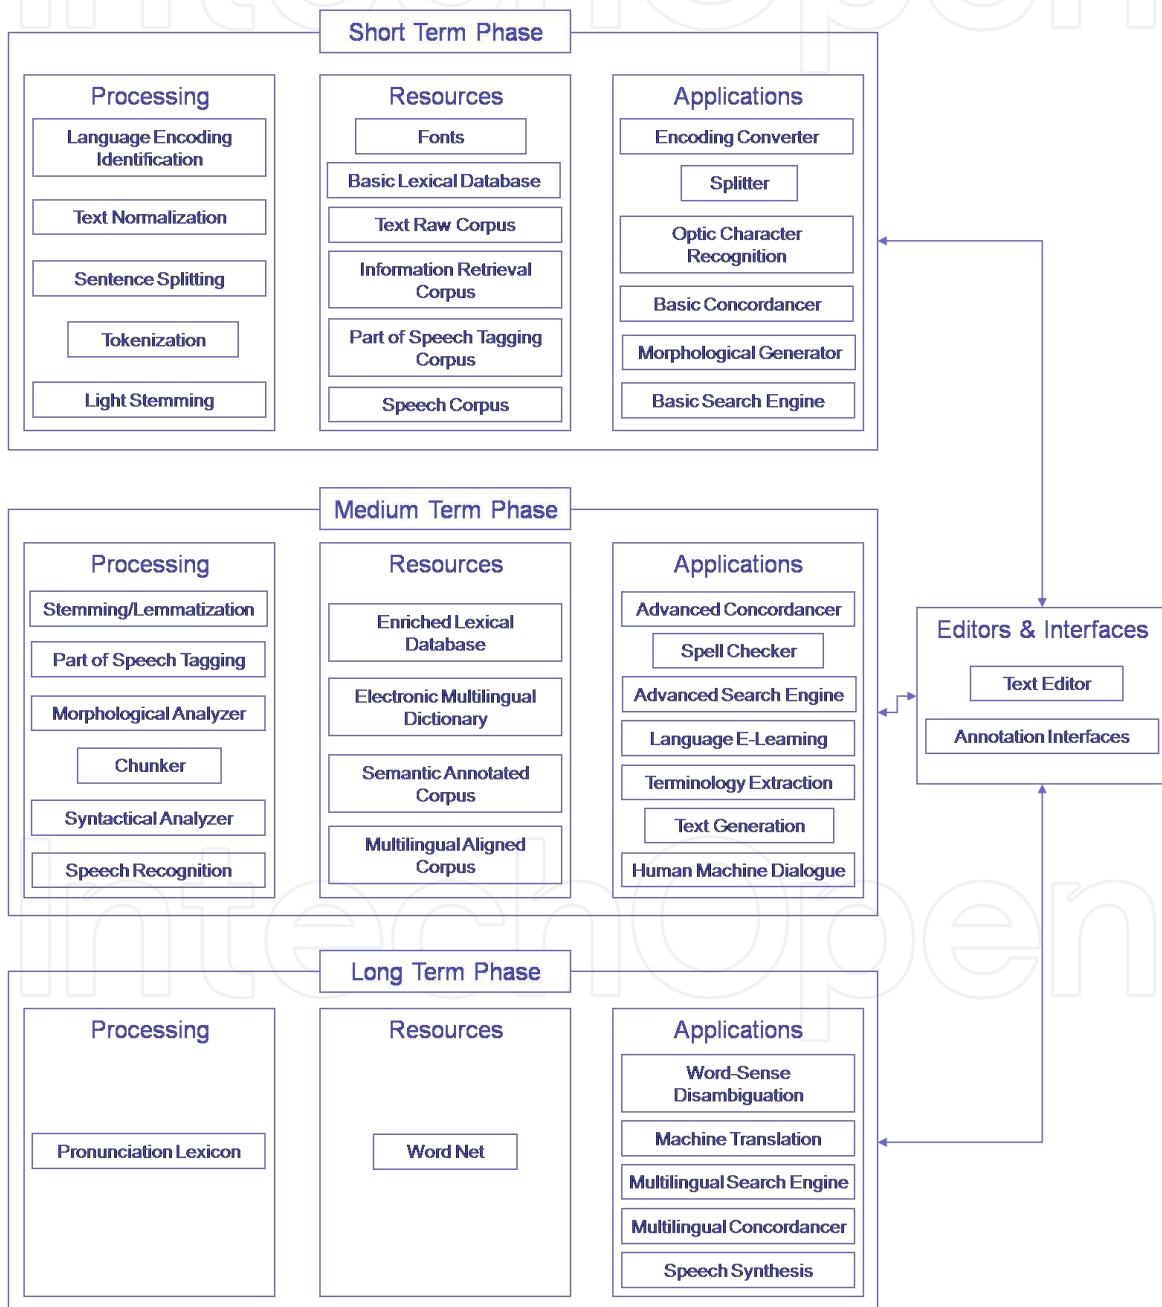 Short Term Phase
Processing
Language Encoding
Identification
Text Normalization
Sentence Splitting
Tokenization
Light Stemming
Resources
Fonts
Basic Lexical Database
Text Raw Corpus
Information Retrieval
Corpus
Part of Speech Tagging
Corpus
Speech Corpus
Applications
Encoding Converter
Splitter
Optic Character
Recognition
Basic Concordancer
Morphological Generator
Basic Search Engine
Medium Term Phase
Processing
Stemming/Lemmatization
Part of Speech Tagging
Morphological Analyzer
Chunker
Syntactical Analyzer
Speech Recognition
Resources
Enriched Lexical
Database
Electronic Multilingual
Dictionary
Semantic Annotated
Corpus
Multilingual Aligned
Corpus
Applications
Advanced Concordancer
Spell Checker
Advanced Search Engine
Language E-Learning
Terminology Extraction
Text Generation
Human Machine Dialogue
Editors & Interfaces
Text Editor
Annotation Interfaces
Long Term Phase
Processing
Pronunciation Lexicon
Resources
Word Net
Applications
Word-Sense
Disambiguation
Machine Translation
Multilingual Search Engine
Multilingual Concordancer
Speech Synthesis
IntechOpen
IntechOpen